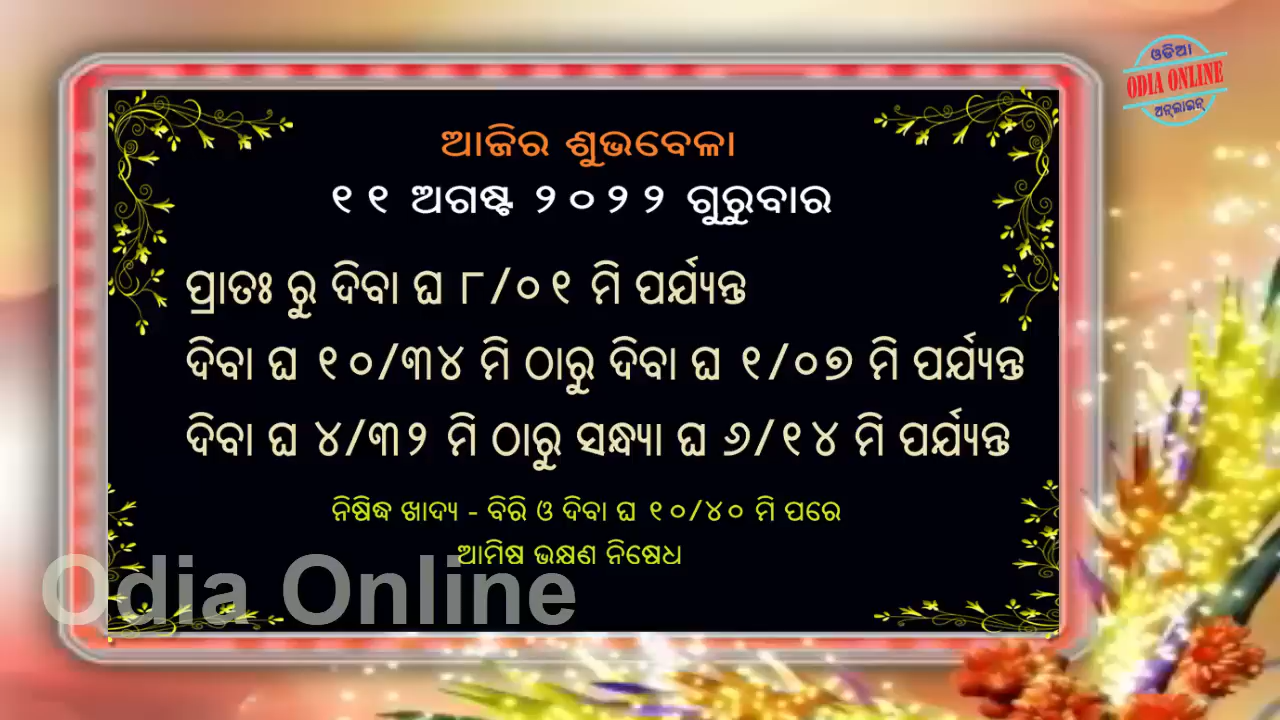 ଓଡିଆ
ODIA ONLINE
ଅନ୍‌ଲାଇନ୍
ଆଜିର ଶୁଭବେଳା
୧୧ ଅଗଷ୍ଟ ୨୦୨୨ ଗୁରୁବାର
ପ୍ରାତଃ ରୁ ଦିବା ଘ ୮/୦୧ ମି ପର୍ଯ୍ୟନ୍ତ
ଦିବା ଘ ୧୦/୩୪ ମି ଠାରୁ ଦିବା ଘ ୧/୦୭ ମି ପର୍ଯ୍ୟନ୍ତ
ଦିବା ଘ ୪/୩୨ ମି ଠାରୁ ସନ୍ଧ୍ୟା ଘ ୬/୧୪ ମି ପର୍ଯ୍ୟନ୍ତ
ନିଷିଦ୍ଧ ଖାଦ୍ୟ - ବିରି ଓ ଦିବା ଘ ୧୦/୪୦ ମି ପରେ
ଆମିଷ ଭକ୍ଷଣ ନିଷେଧ
Odia Online